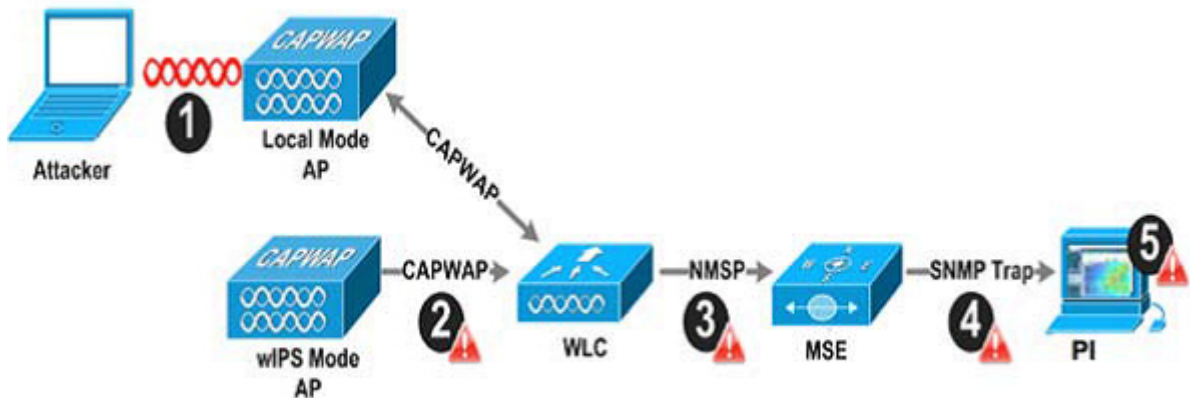 CAPWAP
1
Attacker
Local Mode
AP
CAPWAP
CAPWAP
wIPS Mode
AP
CAPWAP
2
WLC
NMSP
3
N
W
E
MSE
SNMP Trap
4
5
PI